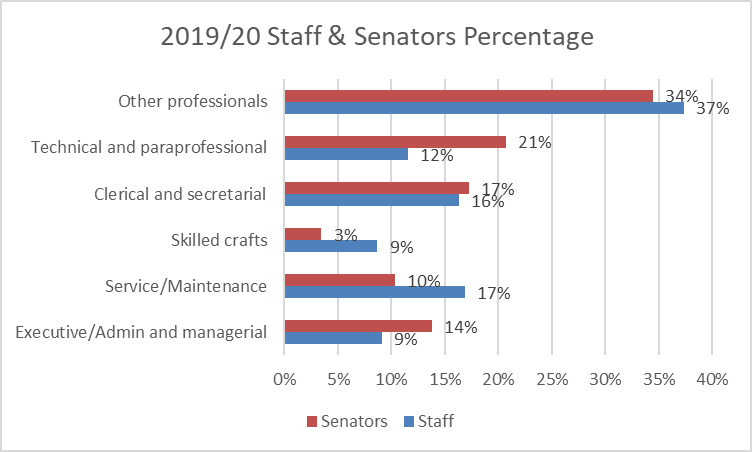 2019/20 Staff & Senators Percentage
Other professionals
34%
37%
Technical and paraprofessional
21%
12%
Clerical and secretarial
17%
16%
Skilled crafts
3%
9%
Service/Maintenance
10%
17%
Executive/Admin and managerial
14%
9%
0% 5% 10% 15% 20% 25% 30% 35% 40%
Senators Staff